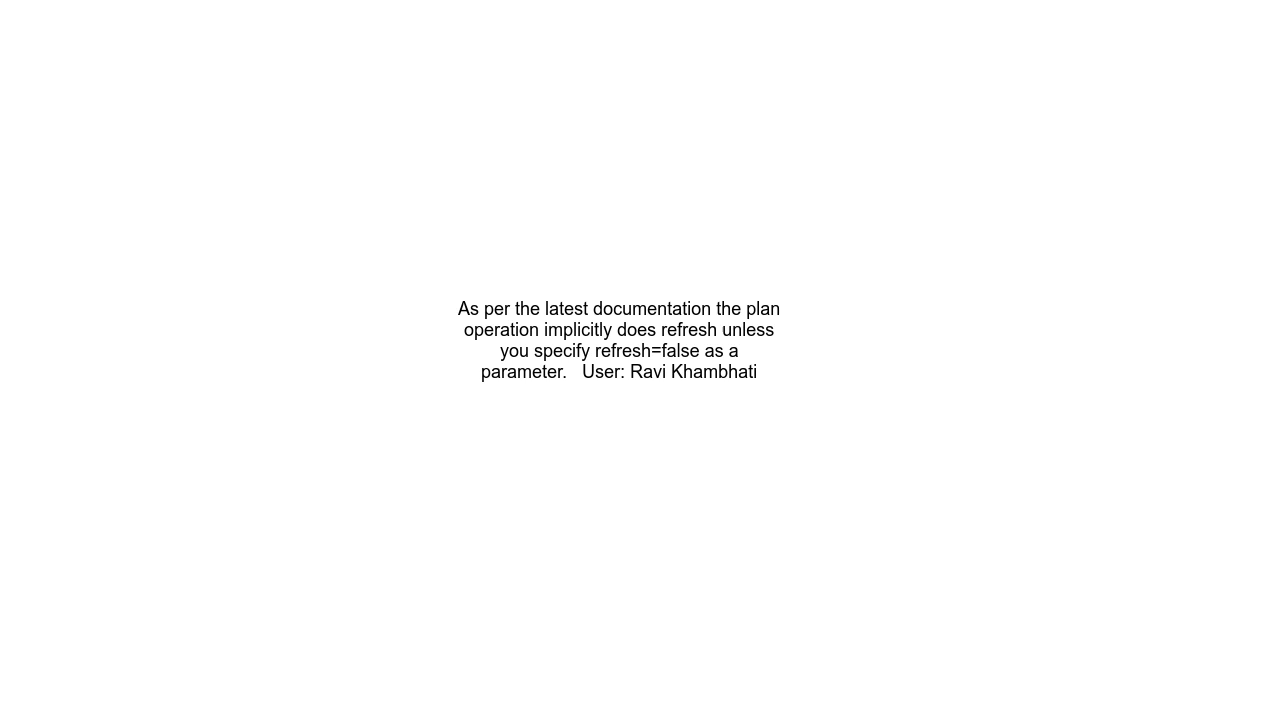 As per the latest documentation the plan
operation implicitly does refresh unless
you specify refresh=false as a
parameter.   User: Ravi Khambhati